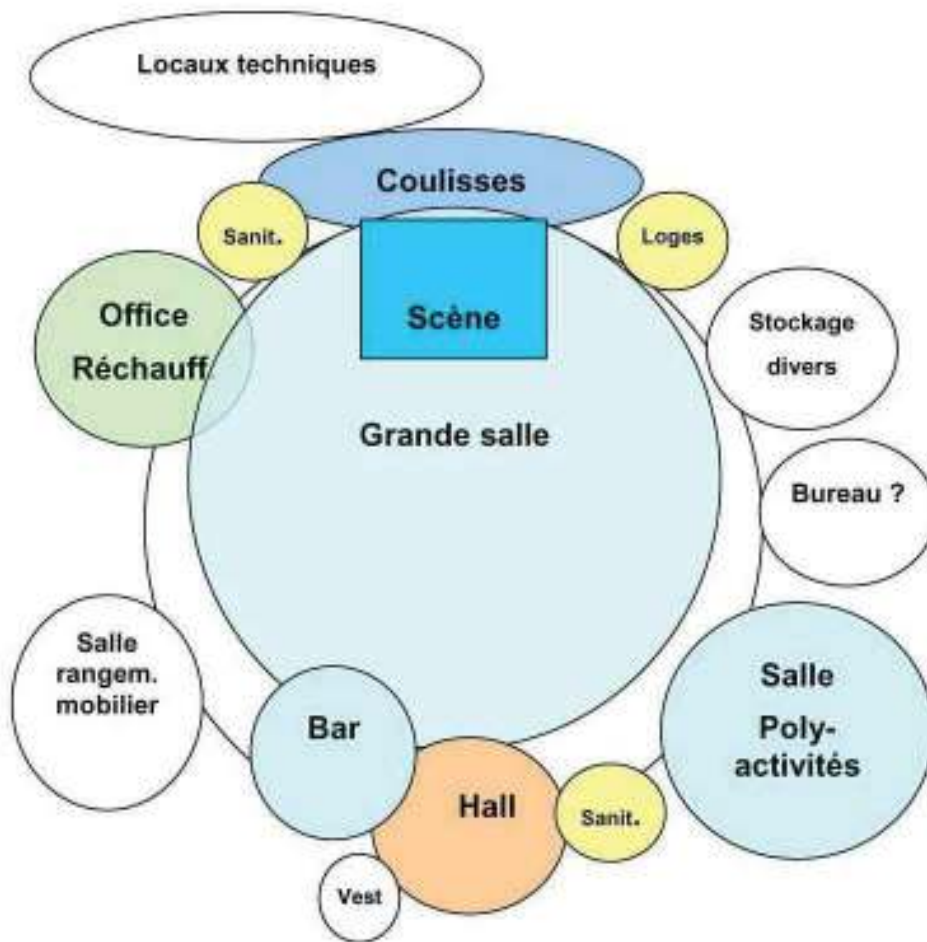 Locaux techniques
Coulisses
Sanit.
Loges
Office
Réchauff.
Scène
Stockage
divers
Grande salle
Bureau ?
Salle
rangem.
mobilier
Salle
Poly-
activités
Bar
Hall
Sanit.
Vest